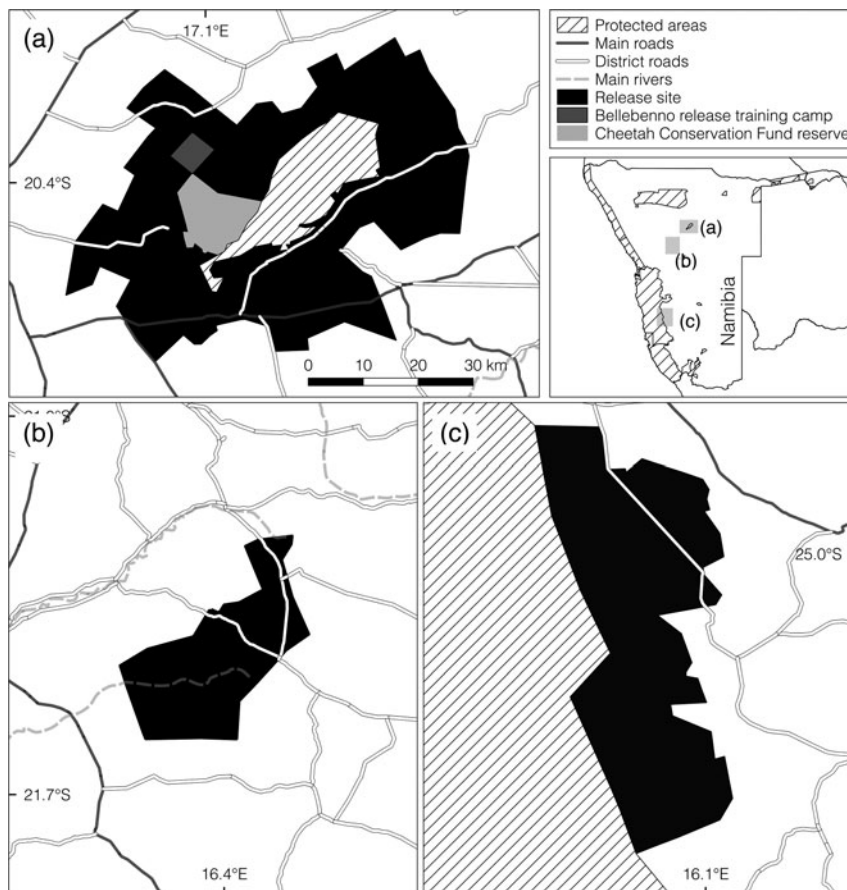 (a)
17.1°E
20.4°S
0 10 20 30 km
Protected areas
Main roads
District roads
Main rivers
Release site
Bellebenno release training camp
Cheetah Conservation Fund reserve
(a)
(b)
(c)
Namibia
(b)
21.7°S
16.4°E
(c)
25.0°S
16.1°E